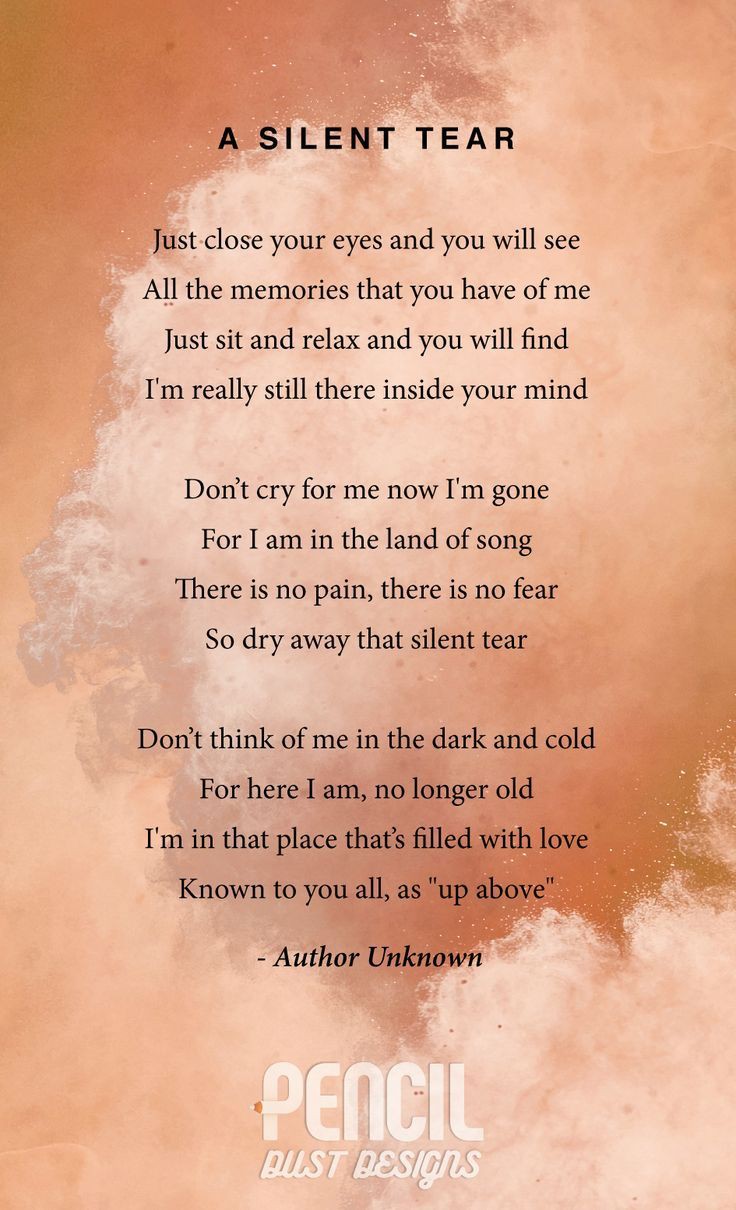 A SILENT TEAR
Just close your eyes and you will see
All the memories that you have of me
Just sit and relax and you will find
I'm really still there inside your mind
Don’t cry for me now I'm gone
For I am in the land of song
There is no pain, there is no fear
So dry away that silent tear
Don’t think of me in the dark and cold
For here I am, no longer old
I'm in that place that’s filled with love
Known to you all, as "up above"
- Author Unknown
PENCIL
DUST DESIGNS